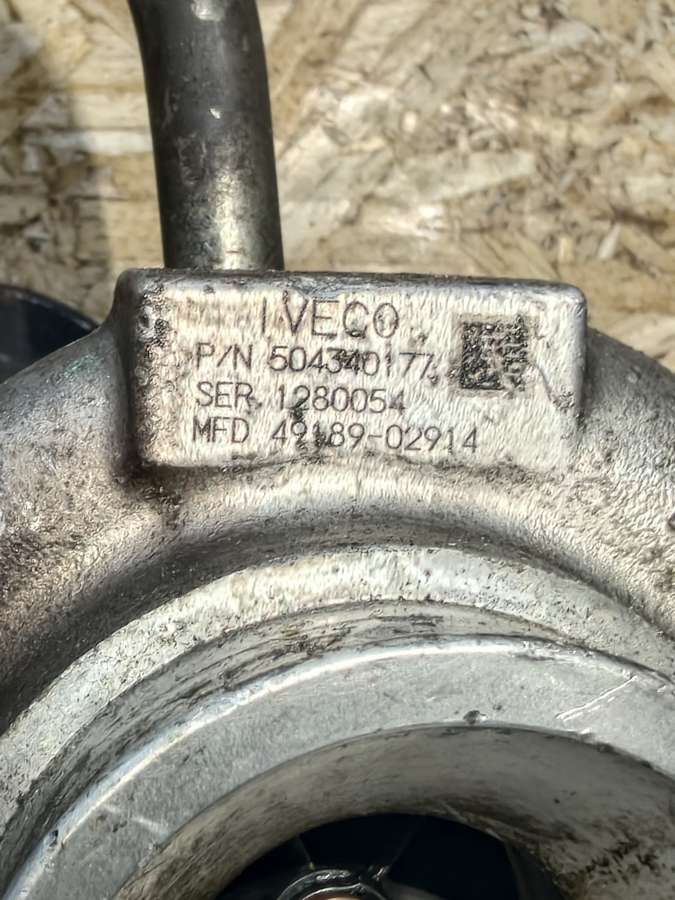 IVECO
P/N 504340177
SER. 1280054
MFD 49189-02914